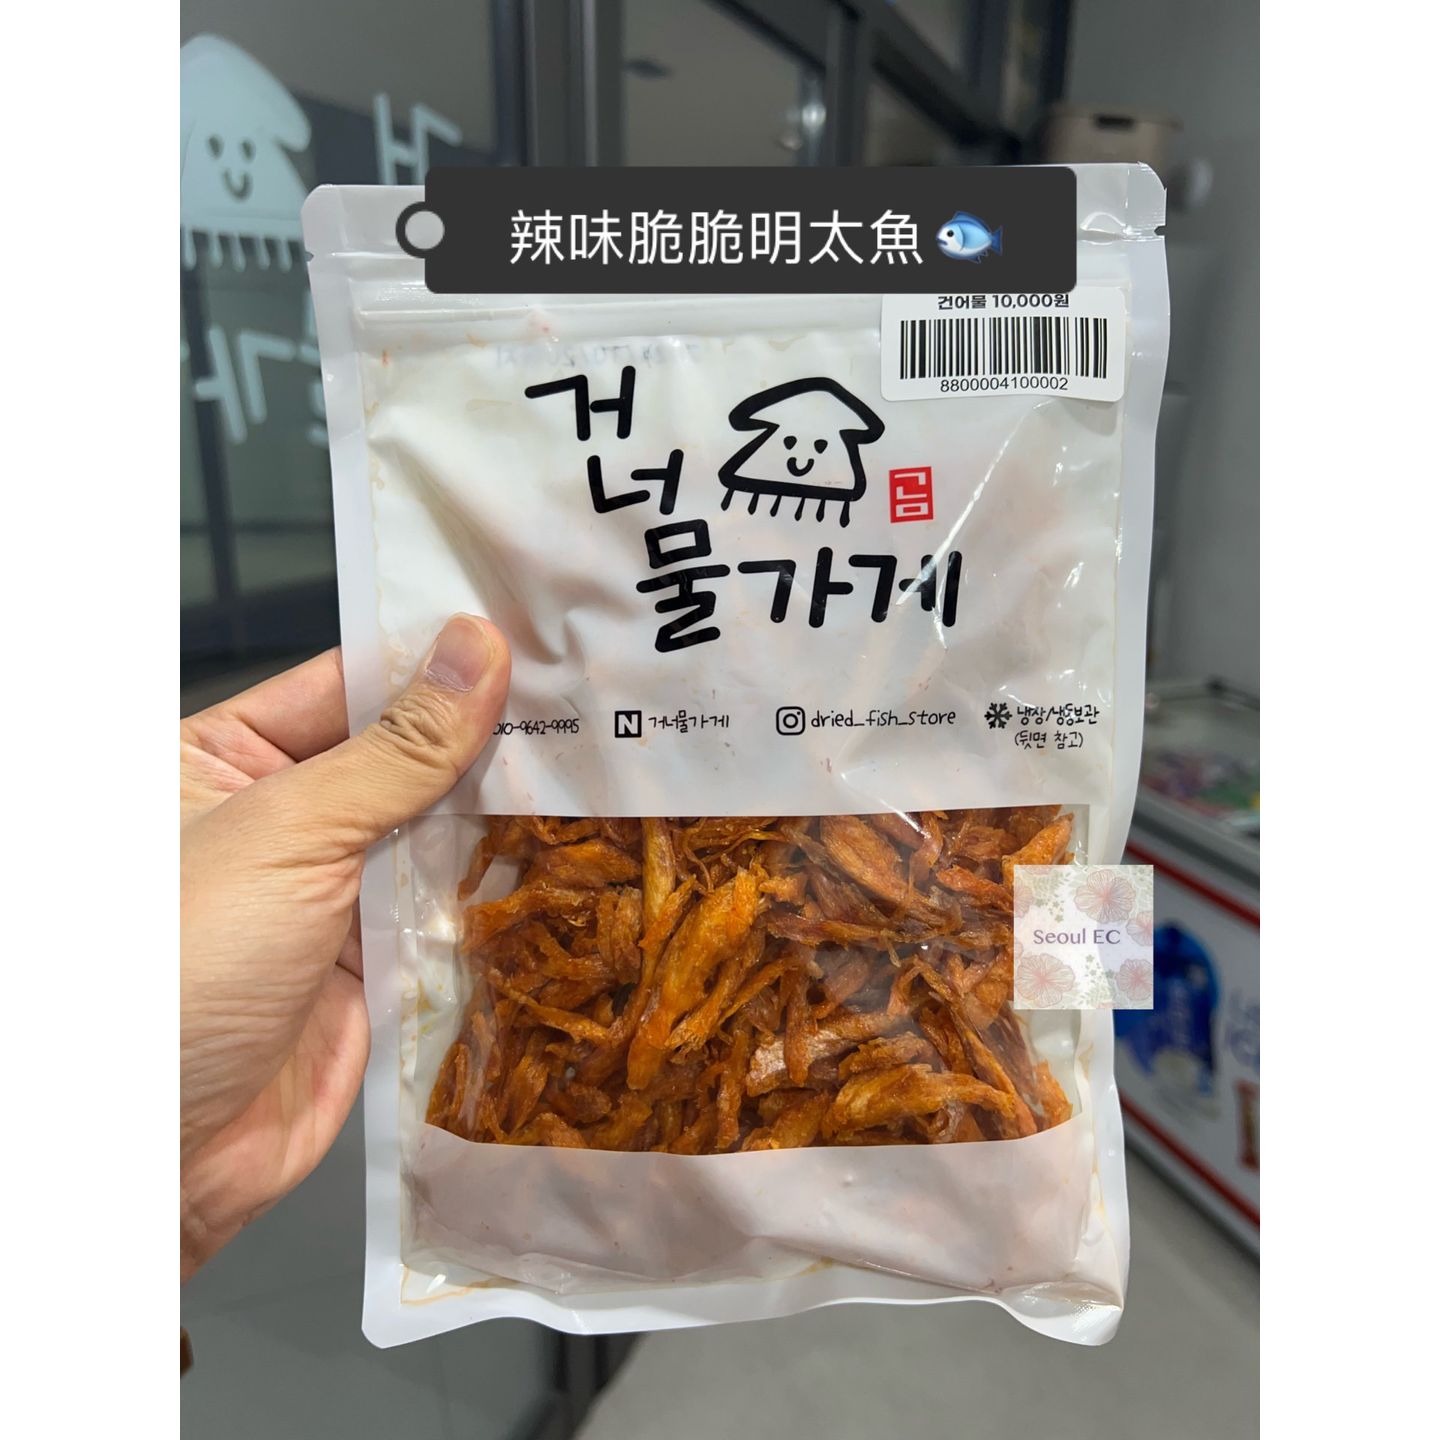 辣味脆脆明太魚🐟
건어물 10,000원
8800004100002
거
너
물가게
곰
010-9642-9995
N 거너물가게
dried_fish_store
냉장/냉동보관
(뒷면 참고)
Seoul EC